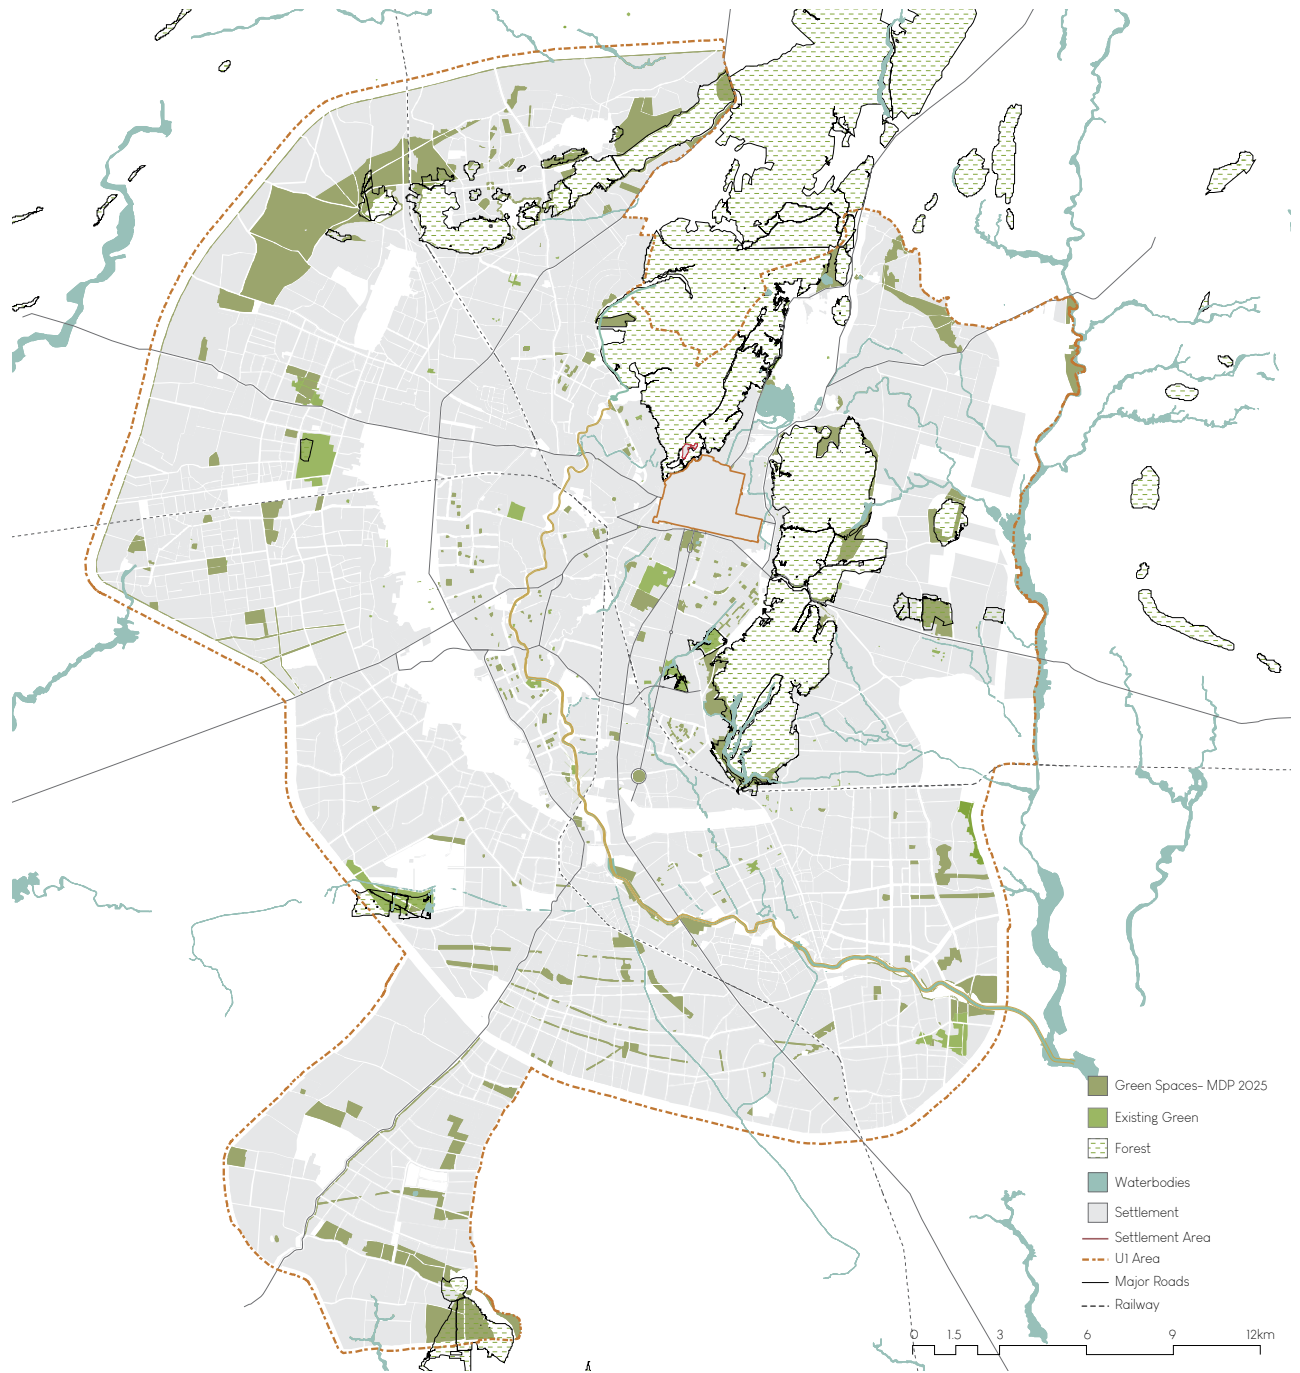 Green Spaces- MDP 2025
Existing Green
Forest
Waterbodies
Settlement
Settlement Area
U1 Area
Major Roads
Railway
0 1.5 3 6 9 12km